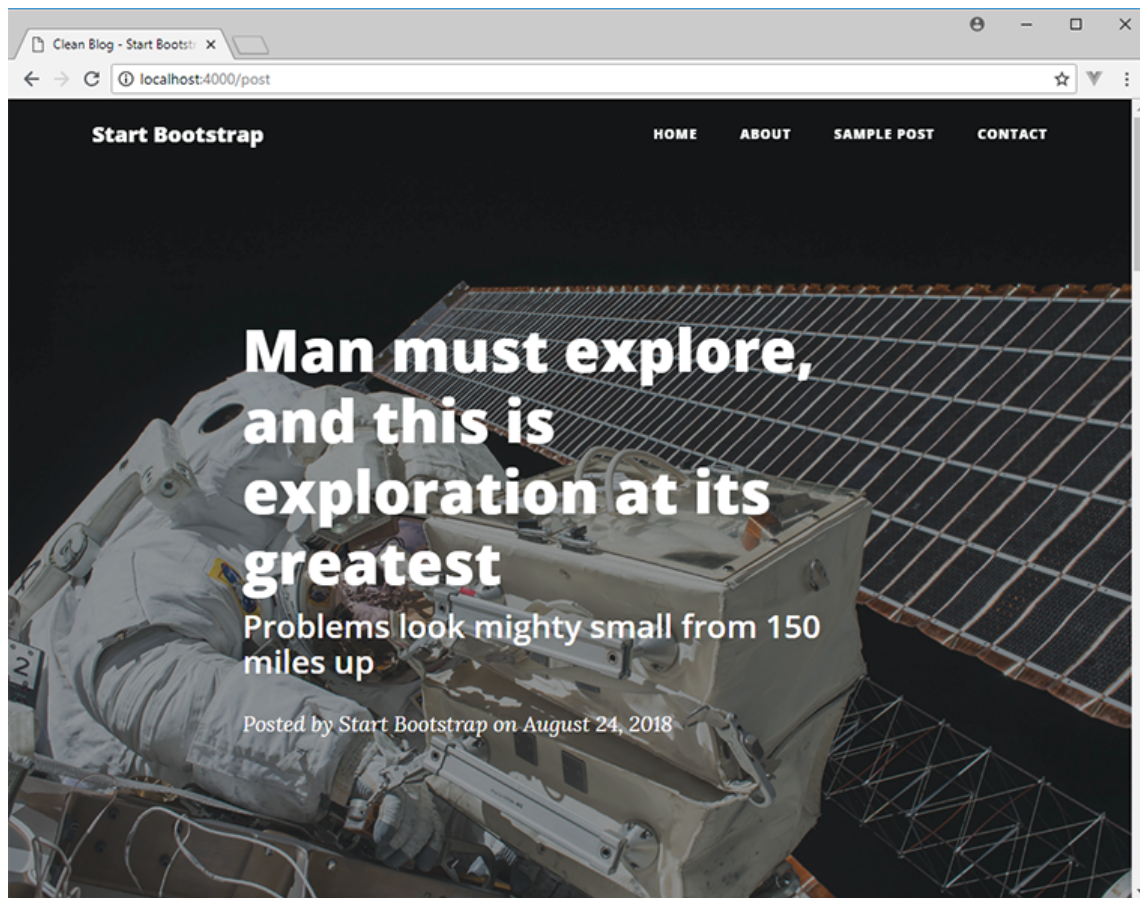 Clean Blog - Start Bootst
localhost:4000/post
Start Bootstrap
HOME ABOUT SAMPLE POST CONTACT
Man must explore,
and this is
exploration at its
greatest
Problems look mighty small from 150
miles up
Posted by Start Bootstrap on August 24, 2018
2